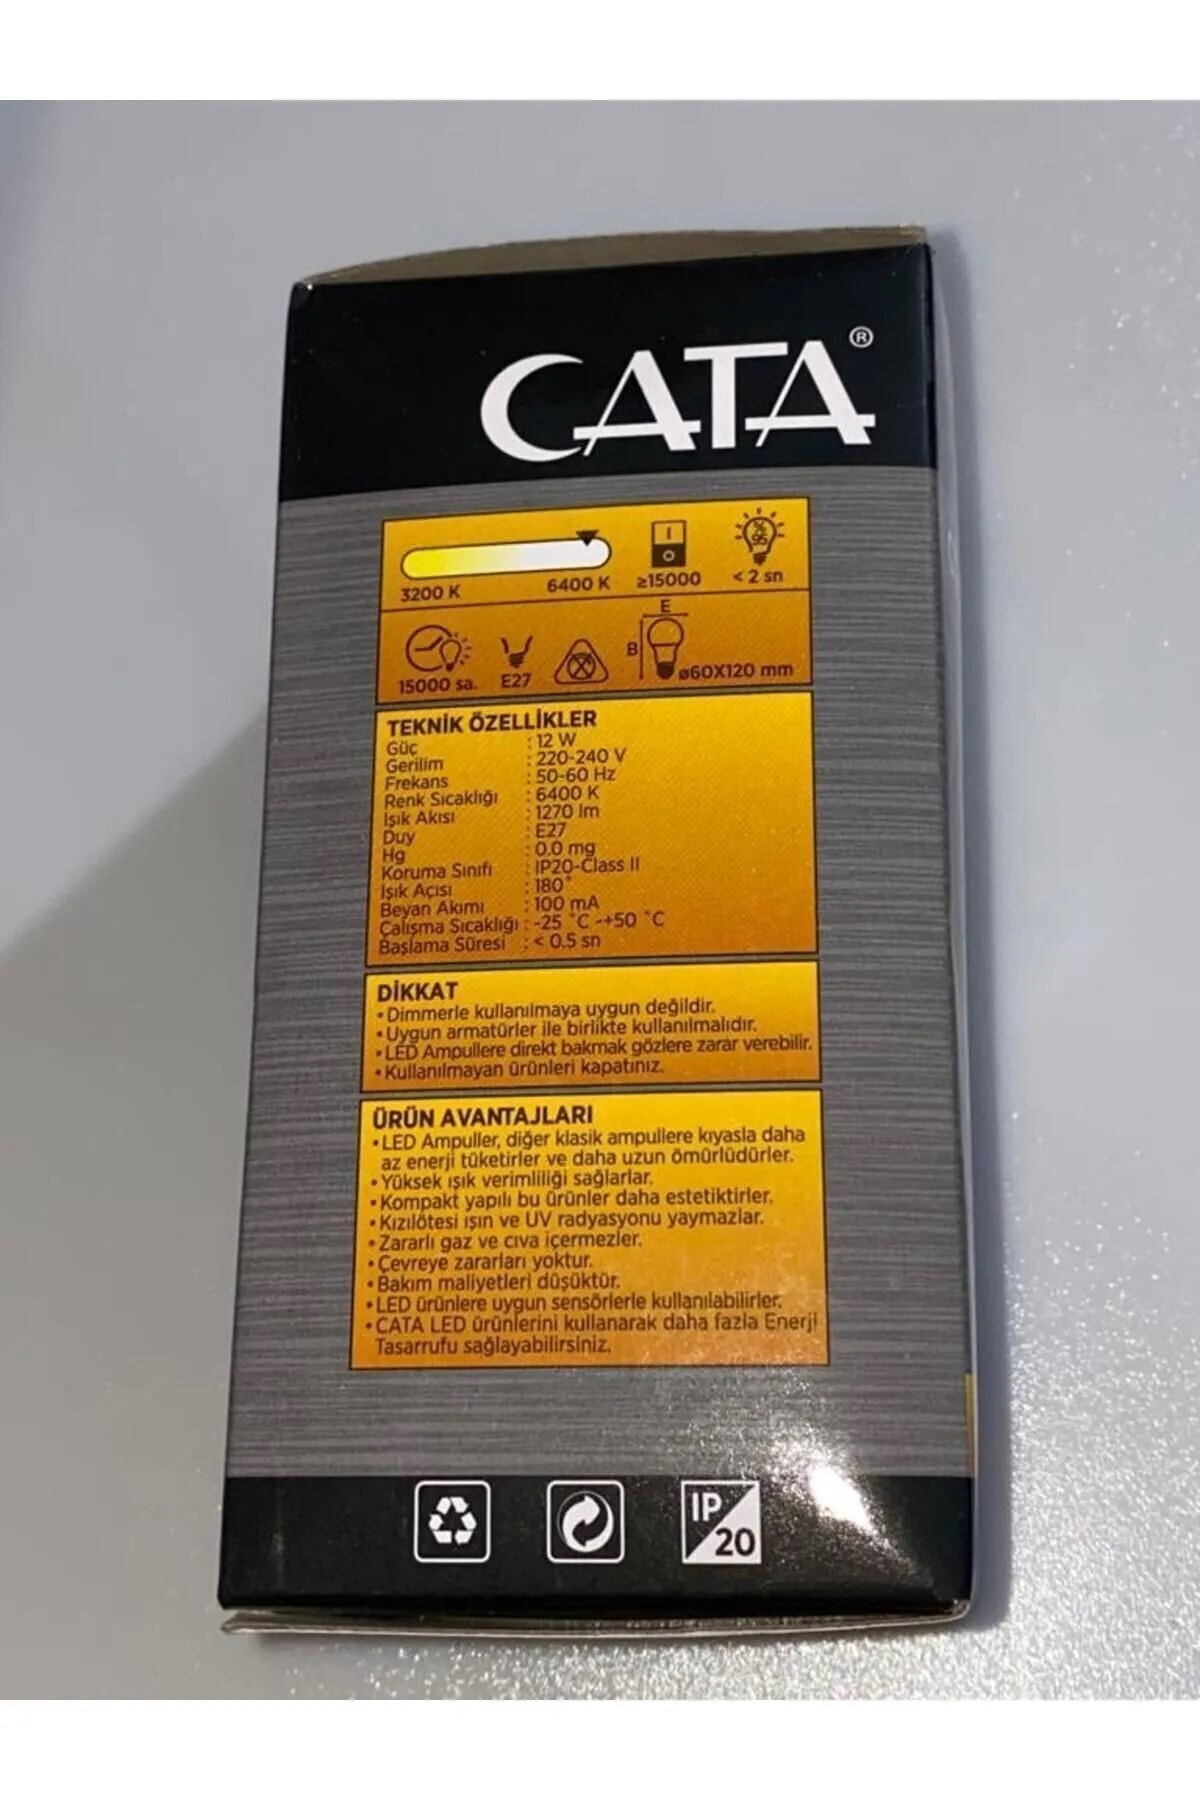 CATA®
3200 K 6400 K ≥15000 %95 < 2 sn
15000 sa. E27 B E ø60X120 mm
TEKNİK ÖZELLİKLER
Güç : 12 W
Gerilim : 220-240 V
Frekans : 50-60 Hz
Renk Sıcaklığı : 6400 K
Işık Akısı : 1270 lm
Duy : E27
Hg : 0.0 mg
Koruma Sınıfı : IP20-Class II
Işık Açısı : 180°
Beyan Akımı : 100 mA
Çalışma Sıcaklığı : -25 °C -+50 °C
Başlama Süresi : < 0.5 sn
DİKKAT
• Dimmerle kullanılmaya uygun değildir.
• Uygun armatürler ile birlikte kullanılmalıdır.
• LED Ampullere direkt bakmak gözlere zarar verebilir.
• Kullanılmayan ürünleri kapatınız.
ÜRÜN AVANTAJLARI
• LED Ampuller, diğer klasik ampullere kıyasla daha
az enerji tüketirler ve daha uzun ömürlüdürler.
• Yüksek ışık verimliliği sağlarlar.
• Kompakt yapılı bu ürünler daha estetiktirler.
• Kızılötesi ışın ve UV radyasyonu yaymazlar.
• Zararlı gaz ve cıva içermezler.
• Çevreye zararları yoktur.
• Bakım maliyetleri düşüktür.
• LED ürünlere uygun sensörlerle kullanılabilirler.
• CATA LED ürünlerini kullanarak daha fazla Enerji
Tasarrufu sağlayabilirsiniz.
IP
20